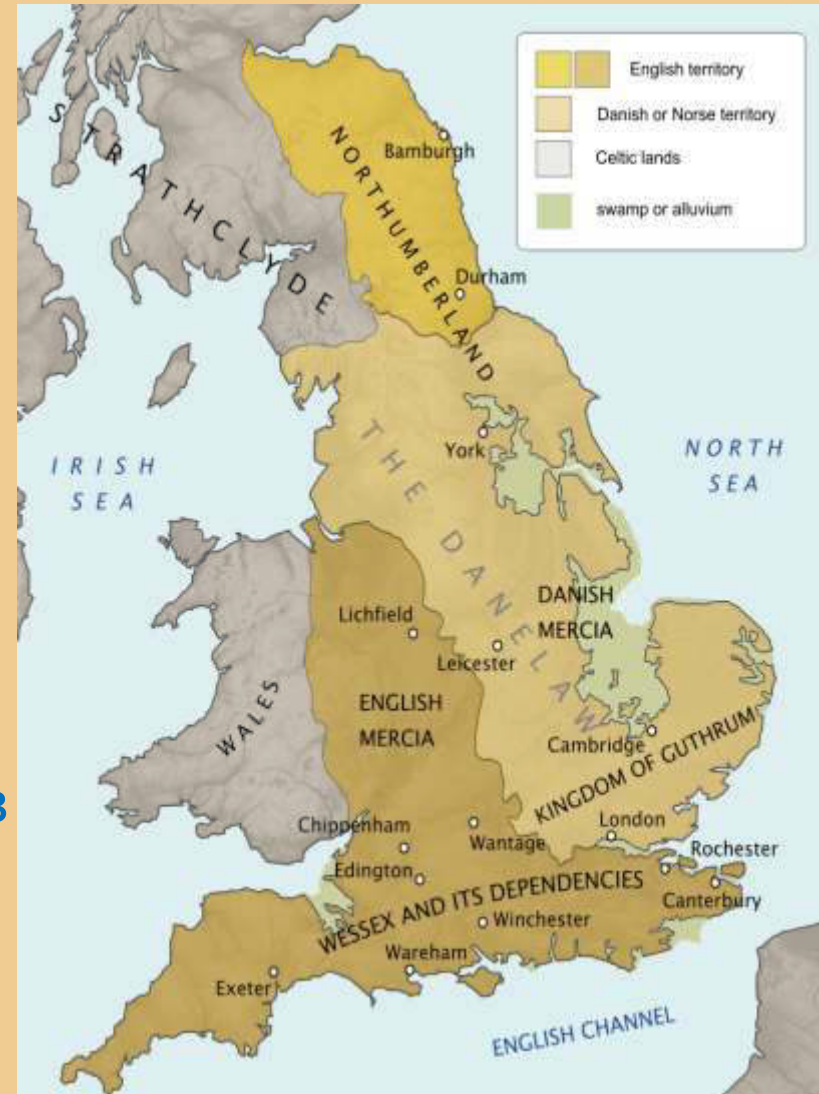 English territory
Danish or Norse territory
Celtic lands
swamp or alluvium
STRATHCLYDE
NORTHUMBERLAND
Bamburgh
Durham
York
IRISH
SEA
NORTH
SEA
THE DANELAW
DANISH
MERCIA
Lichfield
Leicester
ENGLISH
MERCIA
WALES
Cambridge
KINGDOM OF GUTHRUM
London
Chippenham
Wantage
Rochester
Edington
Canterbury
WESSEX AND ITS DEPENDENCIES
Winchester
Wareham
Exeter
ENGLISH CHANNEL